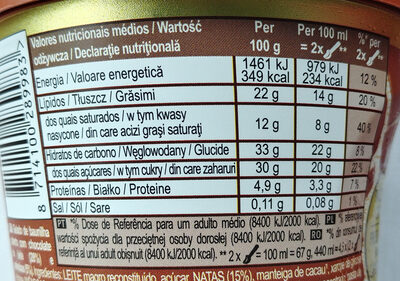 Valores nutricionais médios / Wartość
odżywcza / Declarație nutrițională
Per 100 g
Per 100 ml = 2x **
%* per 2x **
Energia / Valoare energetică 1461 kJ 349 kcal 979 kJ 234 kcal 12 %
Lípidos / Tłuszcz / Grăsimi 22 g 14 g 20 %
dos quais saturados / w tym kwasy
nasycone / din care acizi grași saturați 12 g 8 g 40 %
Hidratos de carbono / Węglowodany / Glucide 33 g 22 g 8 %
dos quais açúcares / w tym cukry / din care zaharuri 30 g 20 g 22 %
Proteínas / Białko / Proteine 4,9 g 3,3 g 7 %
Sal / Sól / Sare 0,11 g 0,08 g 1 %
PT *% Dose de Referência para um adulto médio (8400 kJ/2000 kcal). PL
wartości spożycia dla przeciętnej osoby dorosłej (8400 kJ/2000 kcal). RO
referință al unui adult obișnuit (8400 kJ/2000 kcal). ** 2 x = 100 ml = 67 g, 440 ml =
ingredientes: LEITE magro reconstituído, açúcar, NATAS (15%), manteiga de cacau
8 714100 289983 >